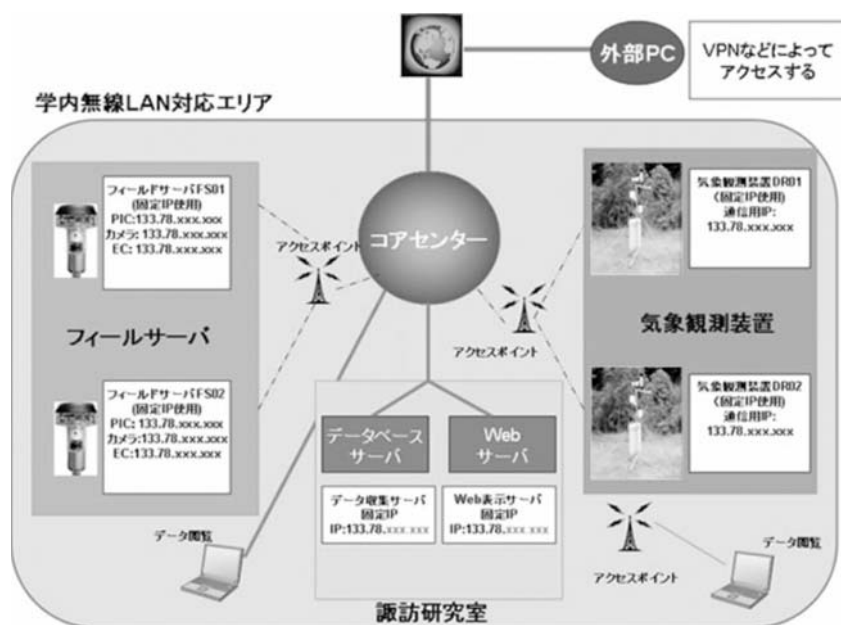 外部PC
VPNなどによって
アクセスする
学内無線LAN対応エリア
フィールドサーバFS01
(固定IP使用)
PIC:133.78.xxx.xxx
カメラ:133.78.xxx.xxx
EC:133.78.xxx.xxx
アクセスポイント
コアセンター
気象観測装置DR01
(固定IP使用)
通信用IP:
133.78.xxx.xxx
フィールサーバ
アクセスポイント
気象観測装置
フィールドサーバFS02
(固定IP使用)
PIC:133.78.xxx.xxx
カメラ:133.78.xxx.xxx
EC:133.78.xxx.xxx
データベース
サーバ
Web
サーバ
気象観測装置DR02
(固定IP使用)
通信用IP:
133.78.xxx.xxx
データ収集サーバ
固定IP
IP:133.78.xxx xxx
Web表示サーバ
固定IP
IP:133.78.xxx xxx
データ閲覧
アクセスポイント
データ閲覧
諏訪研究室